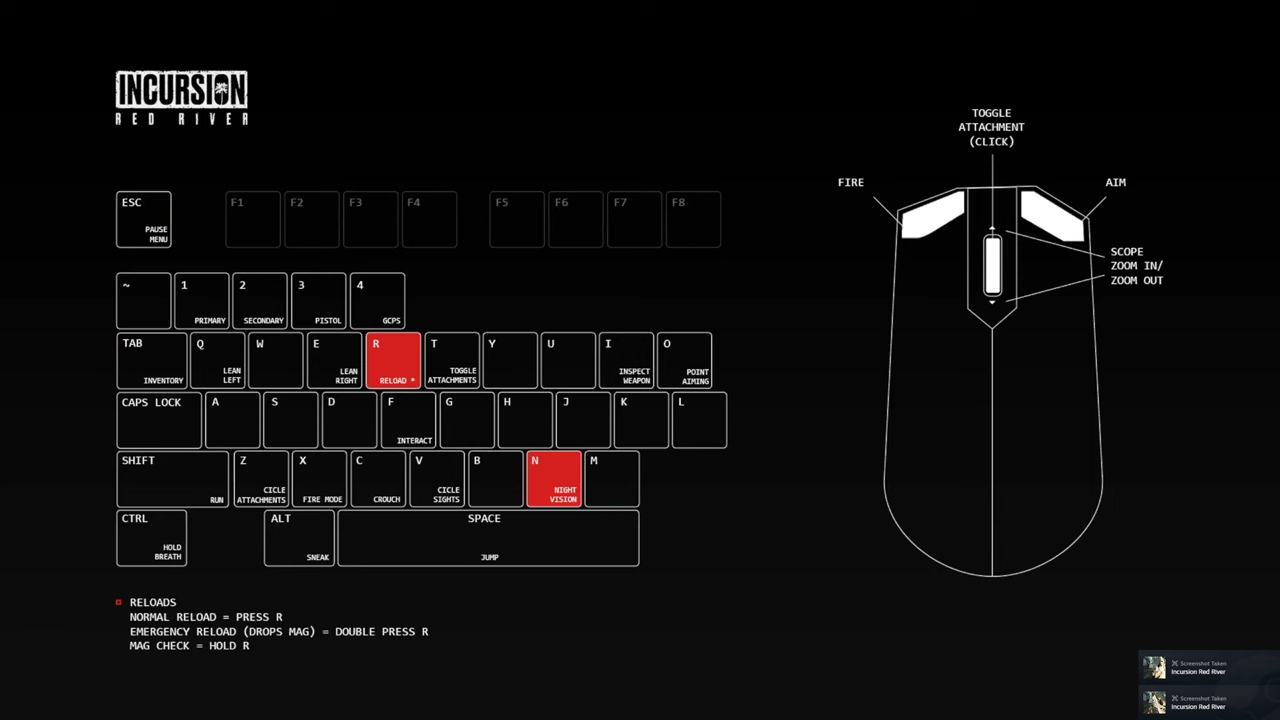 INCURSION
RED RIVER
TOGGLE
ATTACHMENT
(CLICK)
FIRE
AIM
SCOPE
ZOOM IN/
ZOOM OUT
ESC
PAUSE
MENU
F1
F2
F3
F4
F5
F6
F7
F8
~
1
PRIMARY
2
SECONDARY
3
PISTOL
4
GCPS
TAB
INVENTORY
Q
LEAN
LEFT
W
E
LEAN
RIGHT
R
RELOAD *
T
TOGGLE
ATTACHMENTS
Y
U
I
INSPECT
WEAPON
O
POINT
AIMING
CAPS LOCK
A
S
D
F
INTERACT
G
H
J
K
L
SHIFT
RUN
Z
CICLE
ATTACHMENTS
X
FIRE MODE
C
CROUCH
V
CICLE
SIGHTS
B
N
NIGHT
VISION
M
CTRL
HOLD
BREATH
ALT
SNEAK
SPACE
JUMP
RELOADS
NORMAL RELOAD = PRESS R
EMERGENCY RELOAD (DROPS MAG) = DOUBLE PRESS R
MAG CHECK = HOLD R
Screenshot Taken
Incursion Red River
Screenshot Taken
Incursion Red River